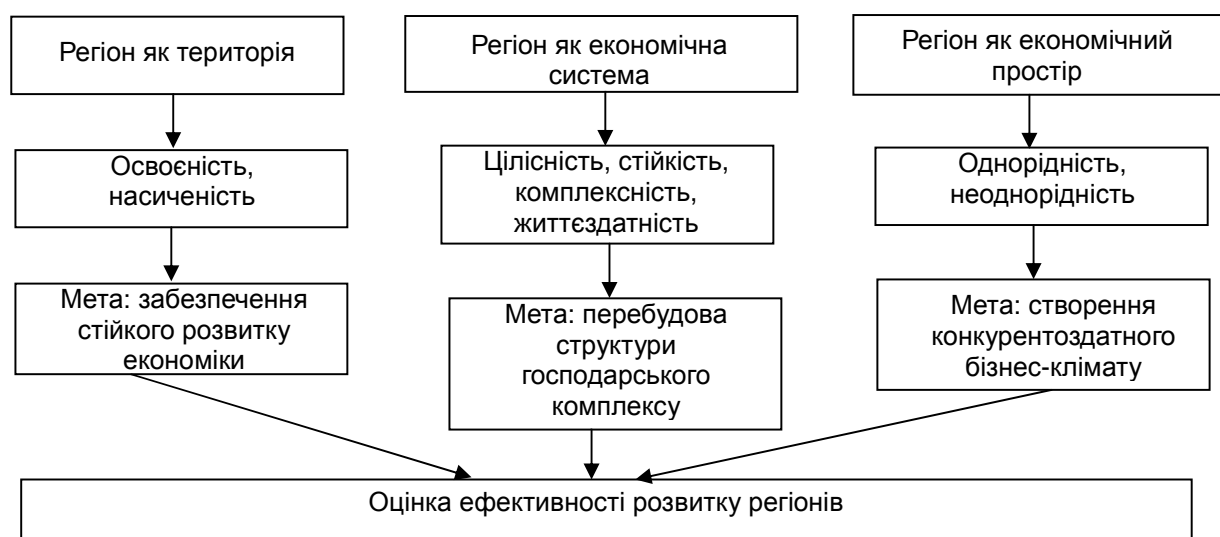 Регіон як територія
Регіон як економічна
система
Регіон як економічний
простір
Освоєність,
насиченість
Цілісність, стійкість,
комплексність,
життєздатність
Однорідність,
неоднорідність
Мета: забезпечення
стійкого розвитку
економіки
Мета: перебудова
структури
господарського
комплексу
Мета: створення
конкурентоздатного
бізнес-клімату
Оцінка ефективності розвитку регіонів